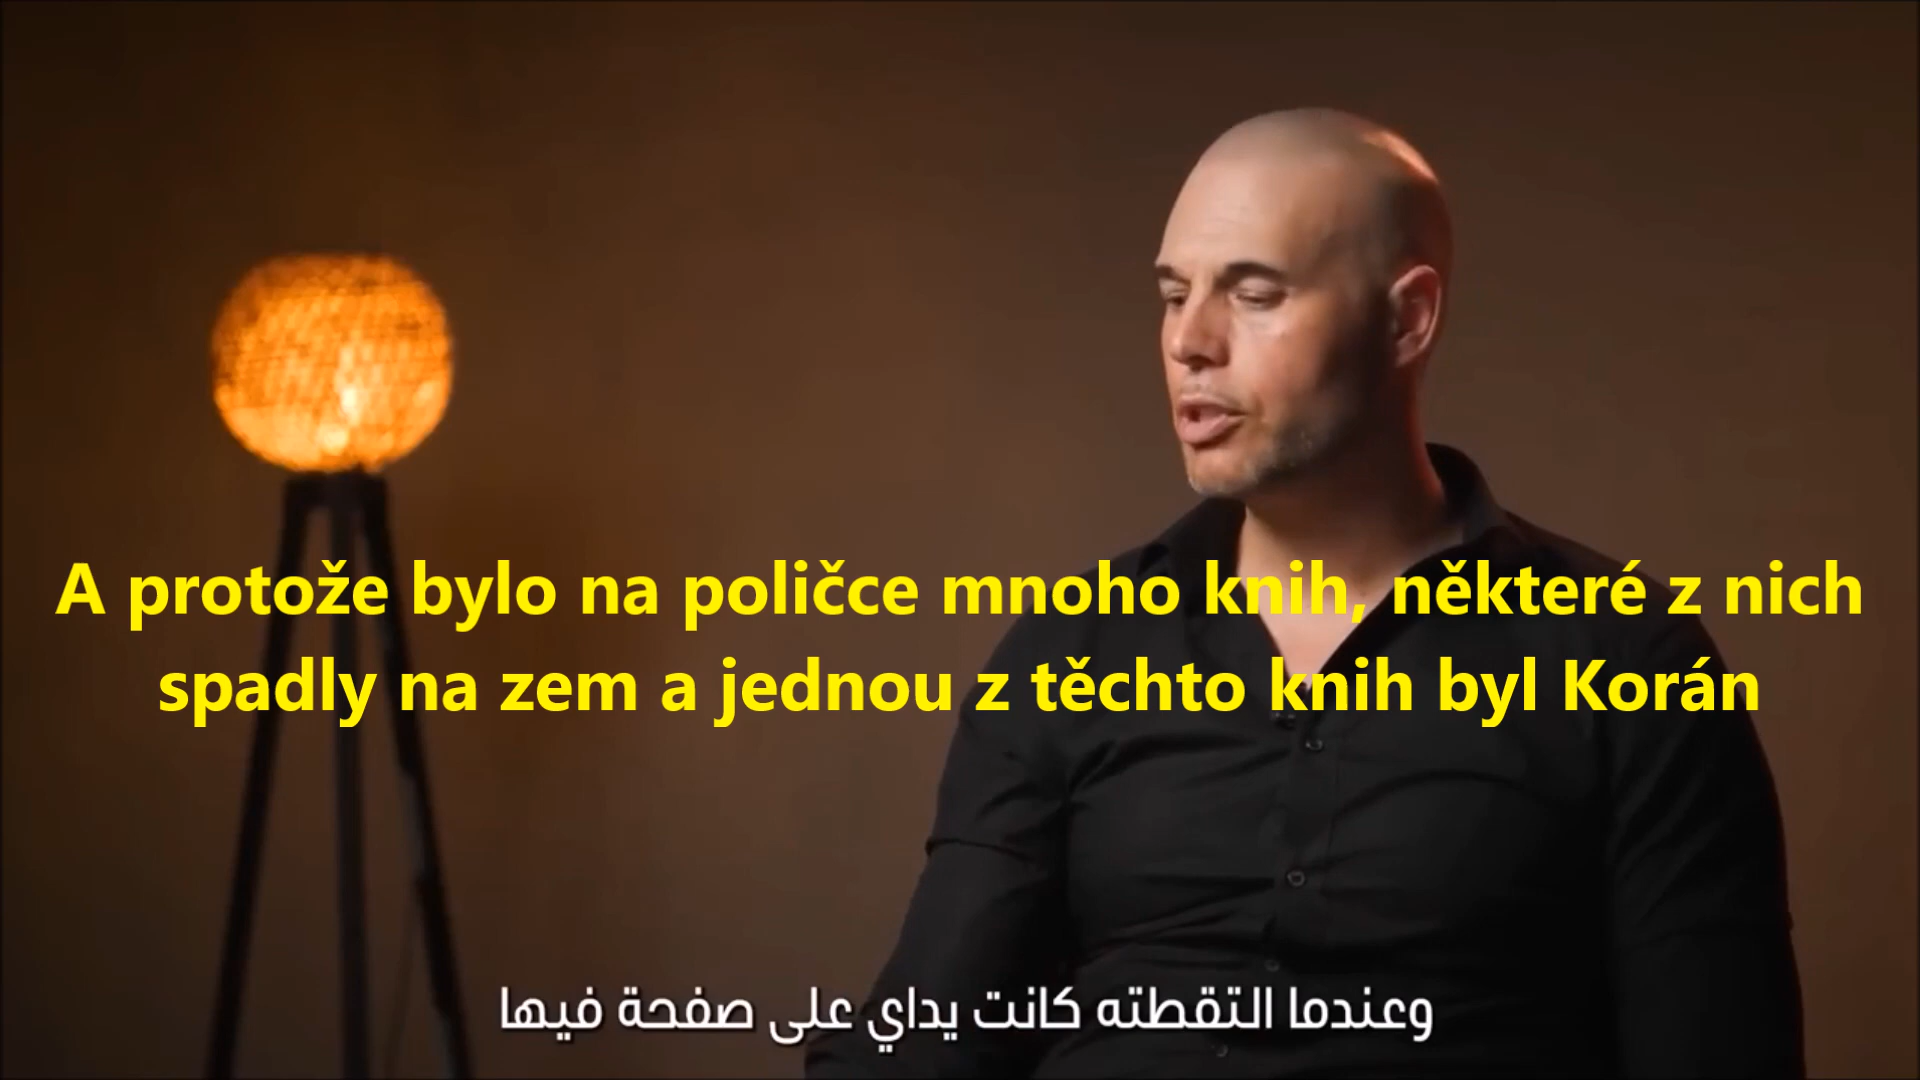 A protože bylo na poličce mnoho knih, některé z nich
spadly na zem a jednou z těchto knih byl Korán
وعندما التقطته كانت يداي على صفحة فيها